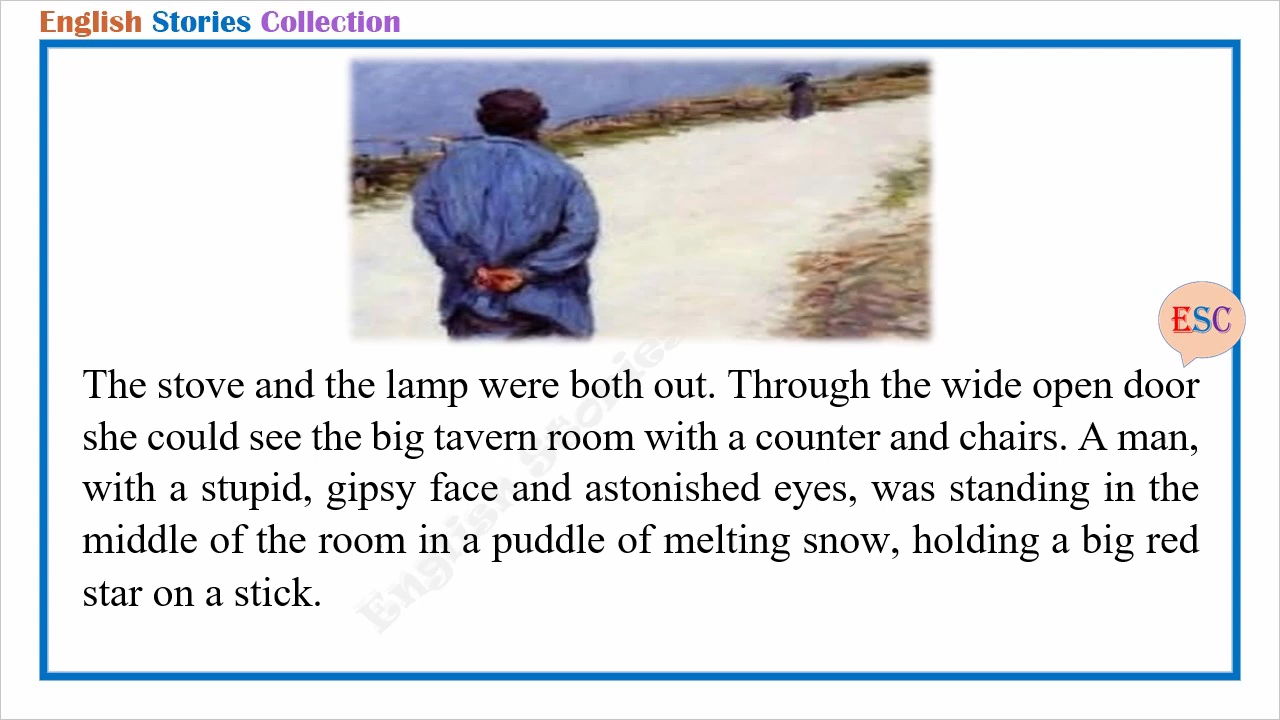 English Stories Collection
ESC
The stove and the lamp were both out. Through the wide open door
she could see the big tavern room with a counter and chairs. A man,
with a stupid, gipsy face and astonished eyes, was standing in the
middle of the room in a puddle of melting snow, holding a big red
star on a stick.
English Stories